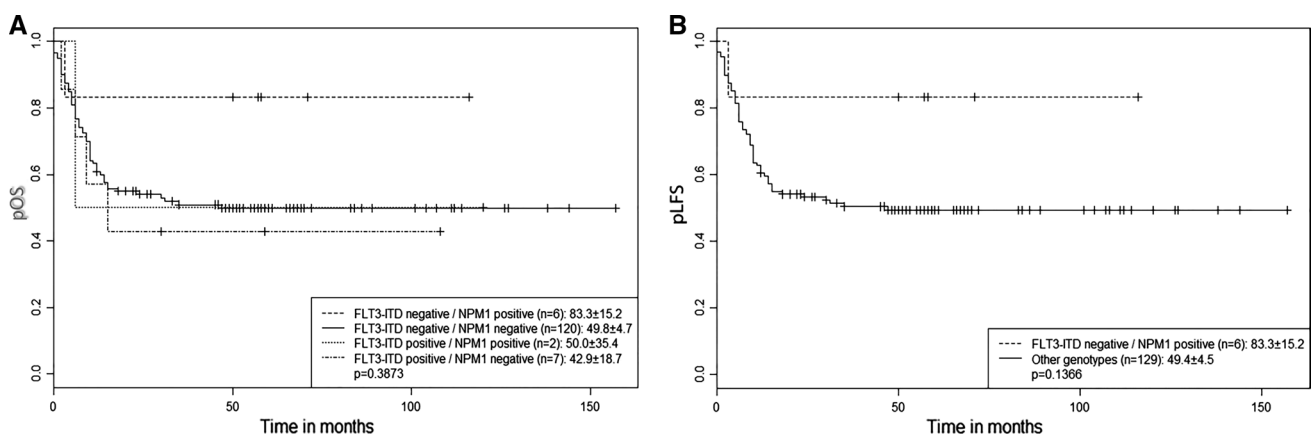 A
1.0
0.8
0.6
0.4
0.2
0.0
pOS
FLT3-ITD negative / NPM1 positive (n=6): 83.3±15.2
FLT3-ITD negative / NPM1 negative (n=120): 49.8±4.7
FLT3-ITD positive / NPM1 positive (n=2): 50.0±35.4
FLT3-ITD positive / NPM1 negative (n=7): 42.9±18.7
p=0.3873
0 50 100 150
Time in months
B
1.0
0.8
0.6
0.4
0.2
0.0
pLFS
FLT3-ITD negative / NPM1 positive (n=6): 83.3±15.2
Other genotypes (n=129): 49.4±4.5
p=0.1366
0 50 100 150
Time in months